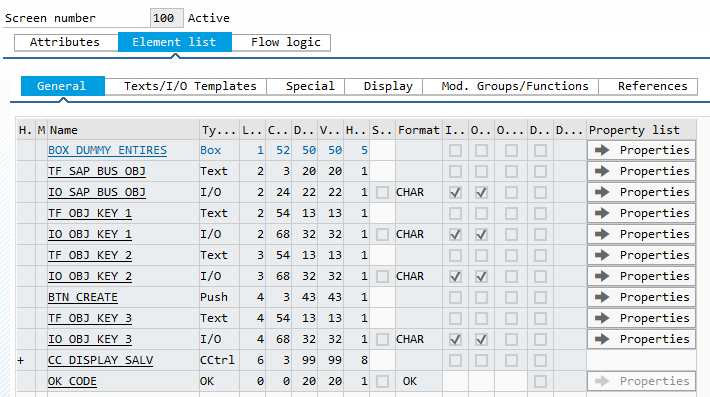 Screen number 100 Active
Attributes Element list Flow logic
General Texts/I/O Templates Special Display Mod. Groups/Functions References
H. M Name Ty... L.. C.. D.. V.. H.. S.. Format I.. O.. O... D.. D... Property list
BOX_DUMMY_ENTIRES Box 1 52 50 50 5 Properties
TF_SAP_BUS_OBJ Text 2 3 20 20 1 Properties
IO_SAP_BUS_OBJ I/O 2 24 22 22 1 CHAR Properties
TF_OBJ_KEY_1 Text 2 54 13 13 1 Properties
IO_OBJ_KEY_1 I/O 2 68 32 32 1 CHAR Properties
TF_OBJ_KEY_2 Text 3 54 13 13 1 Properties
IO_OBJ_KEY_2 I/O 3 68 32 32 1 CHAR Properties
BTN_CREATE Push 4 3 43 43 1 Properties
TF_OBJ_KEY_3 Text 4 54 13 13 1 Properties
IO_OBJ_KEY_3 I/O 4 68 32 32 1 CHAR Properties
+ CC_DISPLAY_SALV CCtrl 6 3 99 99 8
OK_CODE OK 0 0 20 20 1 OK Properties